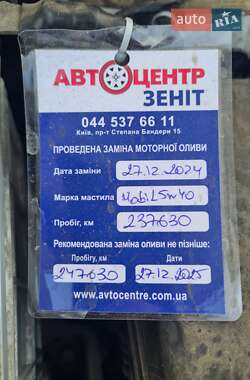 auto RIA
.com
АВТОЦЕНТР
ЗЕНІТ
044 537 66 11
Київ, пр-т Степана Бандери 15
ПРОВЕДЕНА ЗАМІНА МОТОРНОЇ ОЛИВИ
Дата заміни 27.12.2024
Марка мастила Mobil 5w40
Пробіг, км 237630
Рекомендована заміна оливи не пізніше:
Пробігу, км Дати
247630 27.12.2025
www.avtocentre.com.ua